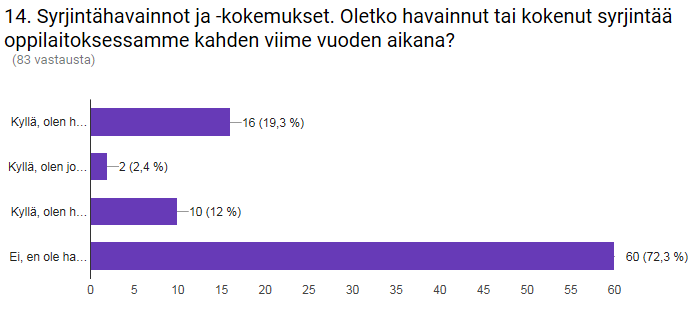 14. Syrjintähavainnot ja -kokemukset. Oletko havainnut tai kokenut syrjintää
oppilaitoksessamme kahden viime vuoden aikana?
(83 vastausta)
Kyllä, olen h...
16 (19,3 %)
Kyllä, olen jo...
2 (2,4 %)
Kyllä, olen h...
10 (12 %)
Ei, en ole ha...
60 (72,3 %)
0 5 10 15 20 25 30 35 40 45 50 55 60